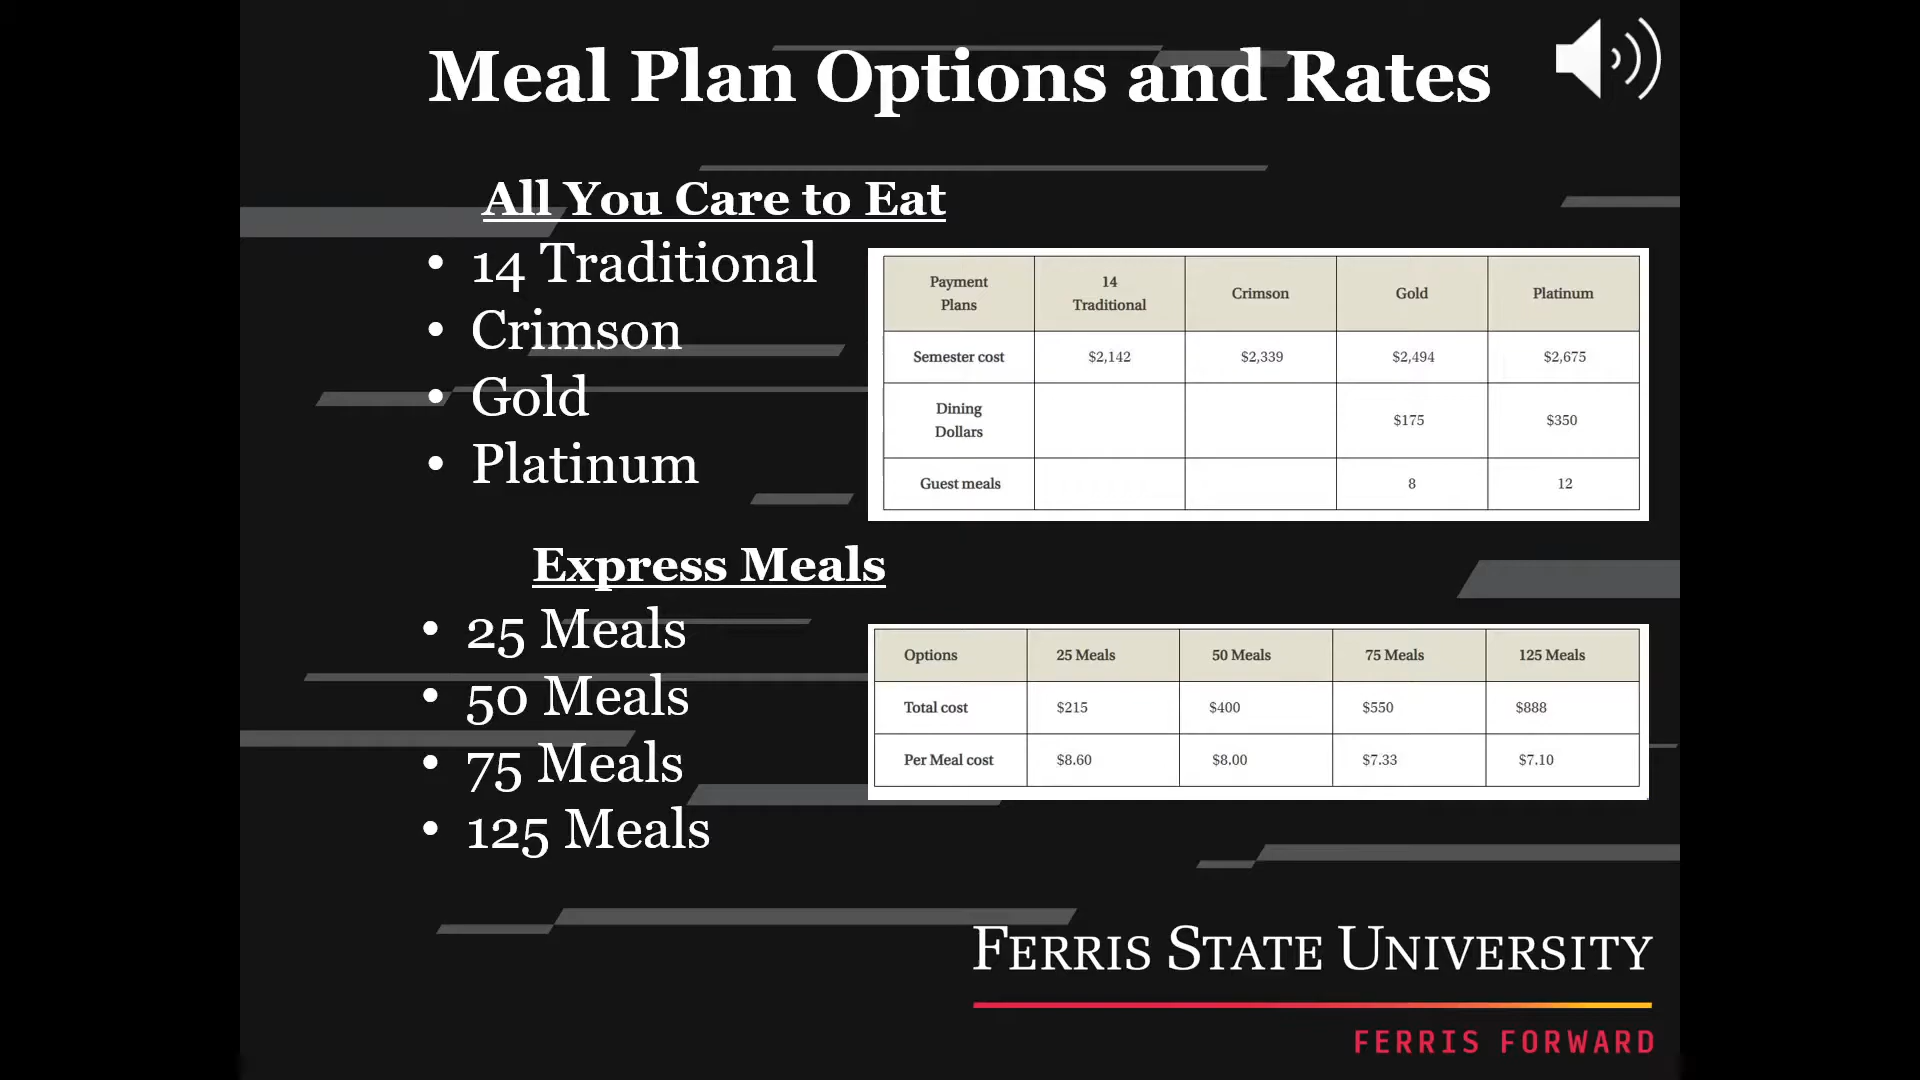 Meal Plan Options and Rates
All You Care to Eat
• 14 Traditional
• Crimson
• Gold
• Platinum
Payment Plans 14 Traditional Crimson Gold Platinum
Semester cost $2,142 $2,339 $2,494 $2,675
Dining Dollars $175 $350
Guest meals 8 12
Express Meals
• 25 Meals
• 50 Meals
• 75 Meals
• 125 Meals
Options 25 Meals 50 Meals 75 Meals 125 Meals
Total cost $215 $400 $550 $888
Per Meal cost $8.60 $8.00 $7.33 $7.10
FERRIS STATE UNIVERSITY
FERRIS FORWARD